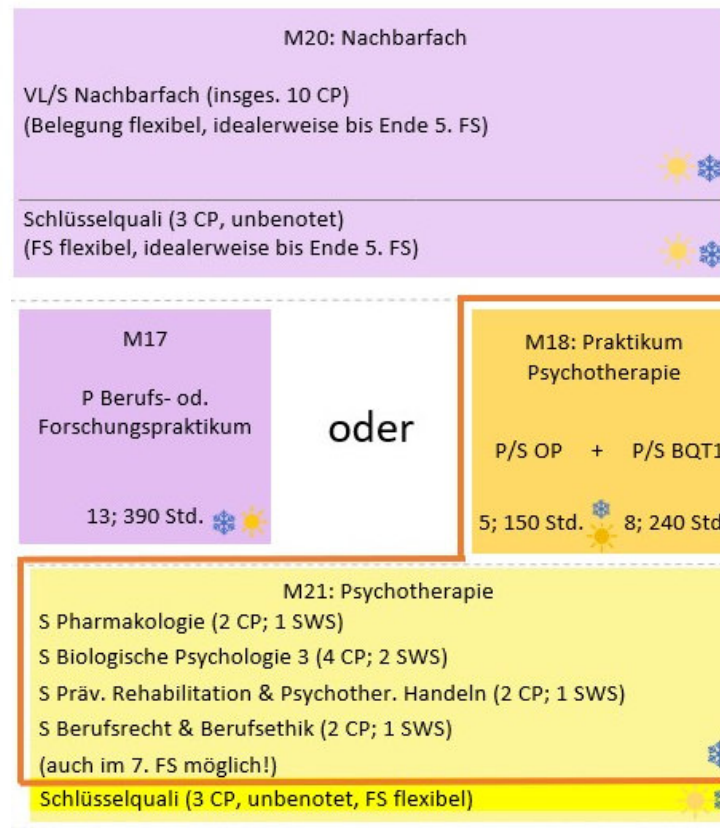 M20: Nachbarfach
VL/S Nachbarfach (insges. 10 CP)
(Belegung flexibel, idealerweise bis Ende 5. FS)
Schlüsselquali (3 CP, unbenotet)
(FS flexibel, idealerweise bis Ende 5. FS)
M17
P Berufs- od.
Forschungspraktikum
13; 390 Std.
oder
M18: Praktikum
Psychotherapie
P/S OP + P/S BQT1
5; 150 Std. 8; 240 Std
M21: Psychotherapie
S Pharmakologie (2 CP; 1 SWS)
S Biologische Psychologie 3 (4 CP; 2 SWS)
S Präv. Rehabilitation & Psychother. Handeln (2 CP; 1 SWS)
S Berufsrecht & Berufsethik (2 CP; 1 SWS)
(auch im 7. FS möglich!)
Schlüsselquali (3 CP, unbenotet, FS flexibel)